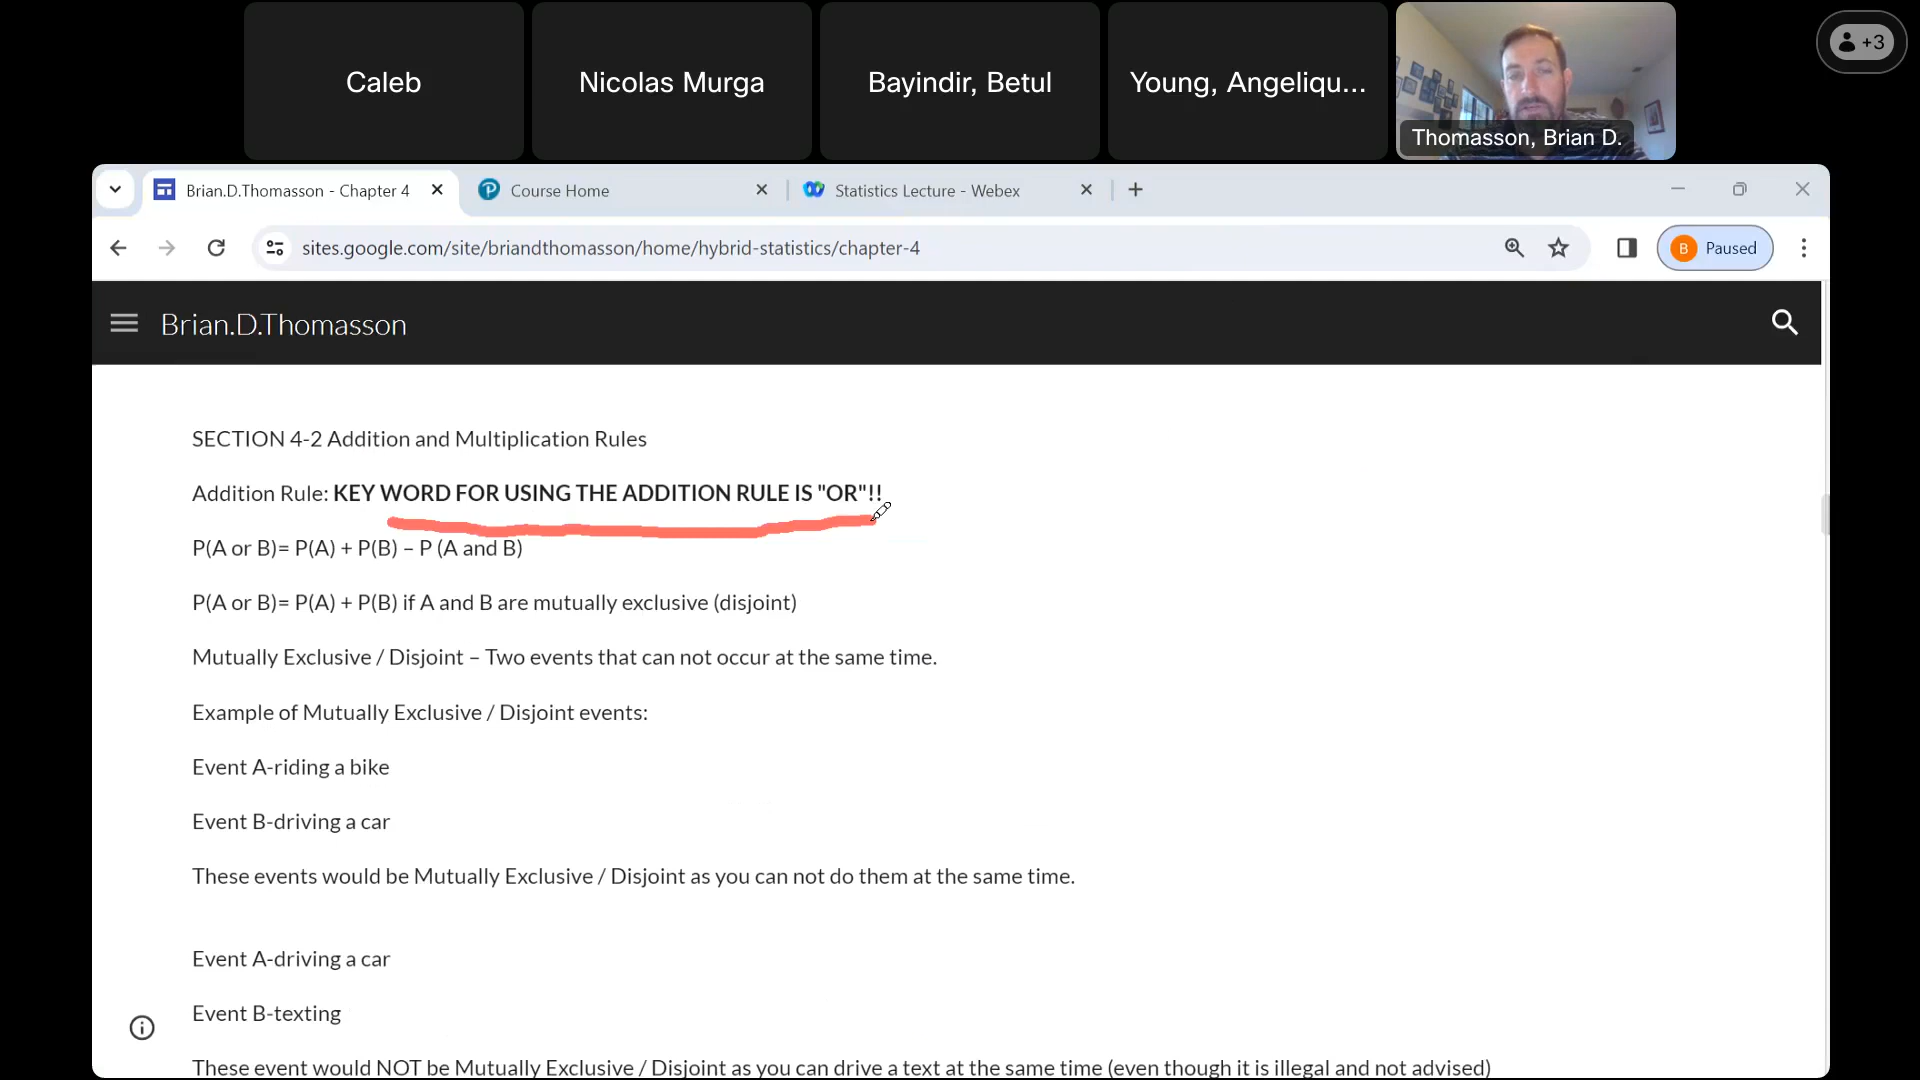 Caleb
Nicolas Murga
Bayindir, Betul
Young, Angeliqu...
Thomasson, Brian D.
+3
Brian.D.Thomasson - Chapter 4
Course Home
Statistics Lecture - Webex
sites.google.com/site/briandthomasson/home/hybrid-statistics/chapter-4
B Paused
Brian.D.Thomasson
SECTION 4-2 Addition and Multiplication Rules
Addition Rule: KEY WORD FOR USING THE ADDITION RULE IS "OR"!!
P(A or B)= P(A) + P(B) – P (A and B)
P(A or B)= P(A) + P(B) if A and B are mutually exclusive (disjoint)
Mutually Exclusive / Disjoint – Two events that can not occur at the same time.
Example of Mutually Exclusive / Disjoint events:
Event A-riding a bike
Event B-driving a car
These events would be Mutually Exclusive / Disjoint as you can not do them at the same time.
Event A-driving a car
Event B-texting
These event would NOT be Mutually Exclusive / Disjoint as you can drive a text at the same time (even though it is illegal and not advised)